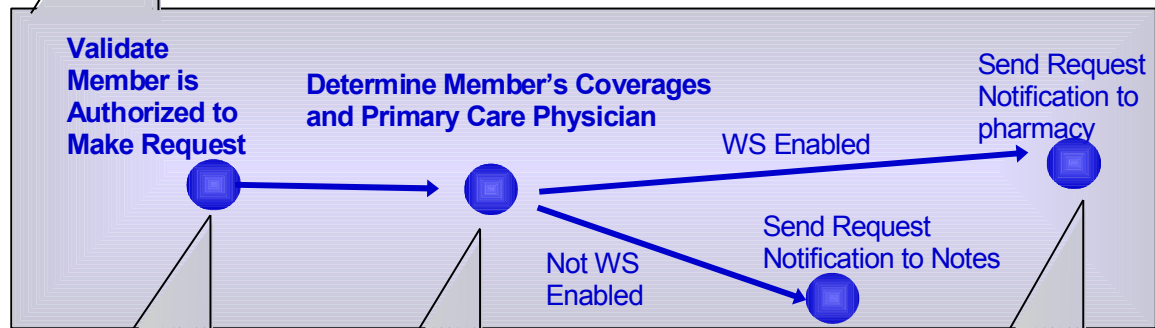 Validate
Member is
Authorized to
Make Request
Determine Member's Coverages
and Primary Care Physician
WS Enabled
Send Request
Notification to
pharmacy
Not WS
Enabled
Send Request
Notification to Notes